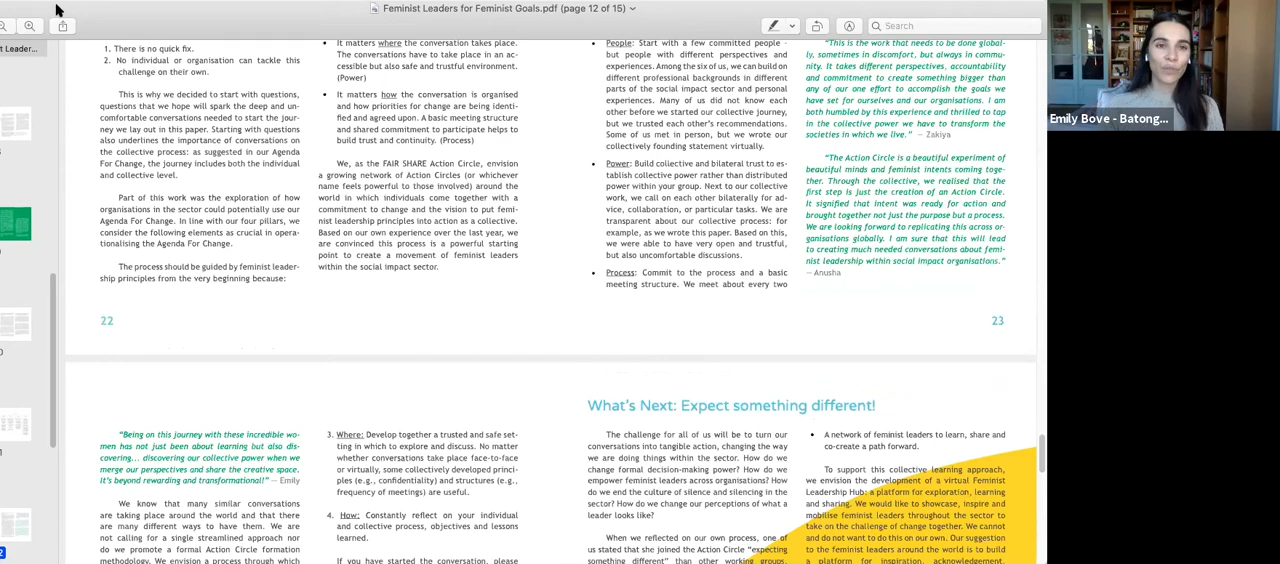 Feminist Leaders for Feminist Goals.pdf (page 12 of 15)
Search
t Leader...
1. There is no quick fix.
2. No individual or organisation can tackle
this challenge on their own.
This is why we decided to start with questions,
questions that we hope will spark the deep and un-
comfortable conversations needed to start the jour-
ney we lay out in this paper. Starting with questions
also underlines the importance of conversations on
the collective process: as suggested in our Agenda
For Change, the journey includes both the individual
and collective level.
Part of this work was the exploration of how
organisations in the sector could potentially use our
Agenda For Change. In line with our four pillars, we
consider the following elements as crucial in opera-
tionalising the Agenda For Change.
The process should be guided by feminist leader-
ship principles from the very beginning because:
• It matters where the conversation takes place.
The conversations have to take place in an ac-
cessible but also safe and trustful environment.
(Power)
• It matters how the conversation is organised
and how priorities for change are being identi-
fied and agreed upon. A basic meeting structure
and shared commitment to participate helps to
build trust and continuity. (Process)
We, as the FAIR SHARE Action Circle, envision
a growing network of Action Circles (or whichever
name feels powerful to those involved) around the
world in which individuals come together with a
commitment to change and the vision to put femi-
nist leadership principles into action as a collective.
Based on our own experience over the last year, we
are convinced this process is a powerful starting
point to create a movement of feminist leaders
within the social impact sector.
22
• People: Start with a few committed people -
but people with different perspectives and
experiences. Among the six of us, we can build on
different professional backgrounds in different
parts of the social impact sector and personal
experiences. Many of us did not know each
other before we started our collective journey,
but we trusted each other's recommendations.
Some of us met in person, but we wrote our
collectively founding statement virtually.
• Power: Build collective and bilateral trust to es-
tablish collective power rather than distributed
power within your group. Next to our collective
work, we call on each other bilaterally for ad-
vice, collaboration, or particular tasks. We are
transparent about our collective process: for
example, as we wrote this paper. Based on this,
we were able to have very open and trustful,
but also uncomfortable discussions.
• Process: Commit to the process and a basic
meeting structure. We meet about every two
"This is the work that needs to be done global-
ly, sometimes in discomfort, but always in commu-
nity. It takes different perspectives, accountability
and commitment to create something bigger than
any of our one effort to accomplish the goals we
have set for ourselves and our organisations. I am
both humbled by this experience and thrilled to tap
in the collective power we have to transform the
societies in which we live." — Zakiya
"The Action Circle is a beautiful experiment of
beautiful minds and feminist intents coming toge-
ther. Through the collective, we realised that the
first step is just the creation of an Action Circle.
It signified that intent was ready for action and
brought together not just the purpose but a process.
We are looking forward to replicating this across or-
ganisations globally. I am sure that this will lead
to creating much needed conversations about femi-
nist leadership within social impact organisations."
— Anusha
23
"Being on this journey with these incredible wo-
men has not just been about learning but also dis-
covering... discovering our collective power when we
merge our perspectives and share the creative space.
It's beyond rewarding and transformational!" — Emily
We know that many similar conversations
are taking place around the world and that there
are many different ways to have them. We are
not calling for a single streamlined approach nor
do we promote a formal Action Circle formation
methodology. We envision a process through which
3. Where: Develop together a trusted and safe set-
ting in which to explore and discuss. No matter
whether conversations take place face-to-face
or virtually, some collectively developed princi-
ples (e.g., confidentiality) and structures (e.g.,
frequency of meetings) are useful.
4. How: Constantly reflect on your individual
and collective process, objectives and lessons
learned.
If you have started the conversation, please
What's Next: Expect something different!
The challenge for all of us will be to turn our
conversations into tangible action, changing the way
we are doing things within the sector. How do we
change formal decision-making power? How do we
empower feminist leaders across organisations? How
do we end the culture of silence and silencing in the
sector? How do we change our perceptions of what a
leader looks like?
When we reflected on our own process, one of
us stated that she joined the Action Circle "expecting
something different" than other working groups.
• A network of feminist leaders to learn, share and
co-create a path forward.
To support this collective learning approach,
we envision the development of a virtual Feminist
Leadership Hub: a platform for exploration, learning
and sharing. We would like to showcase, inspire and
mobilise feminist leaders throughout the sector to
take on the challenge of change together. We cannot
and do not want to do this on our own. Our suggestion
to the feminist leaders around the world is to build
a platform for inspiration, acknowledgement,
Emily Bove - Batong...